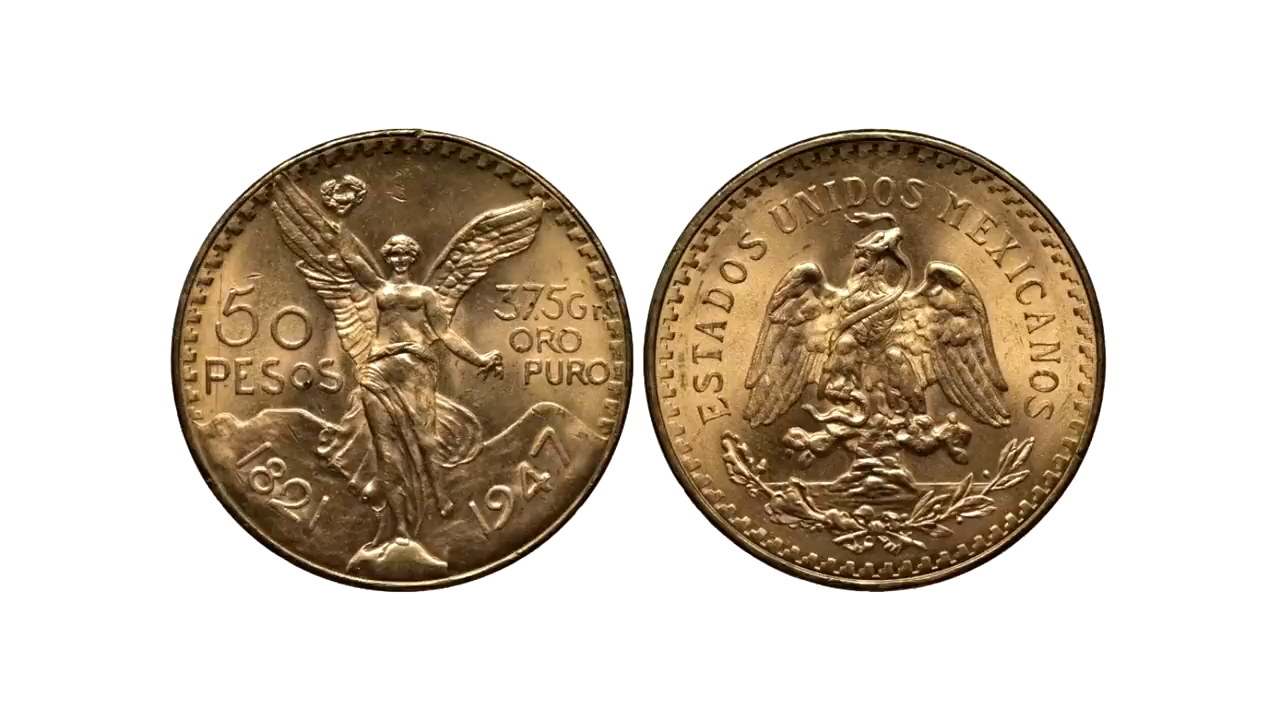 50
PESOS
37.5 Gr
ORO
PURO
1821
1947
ESTADOS UNIDOS MEXICANOS